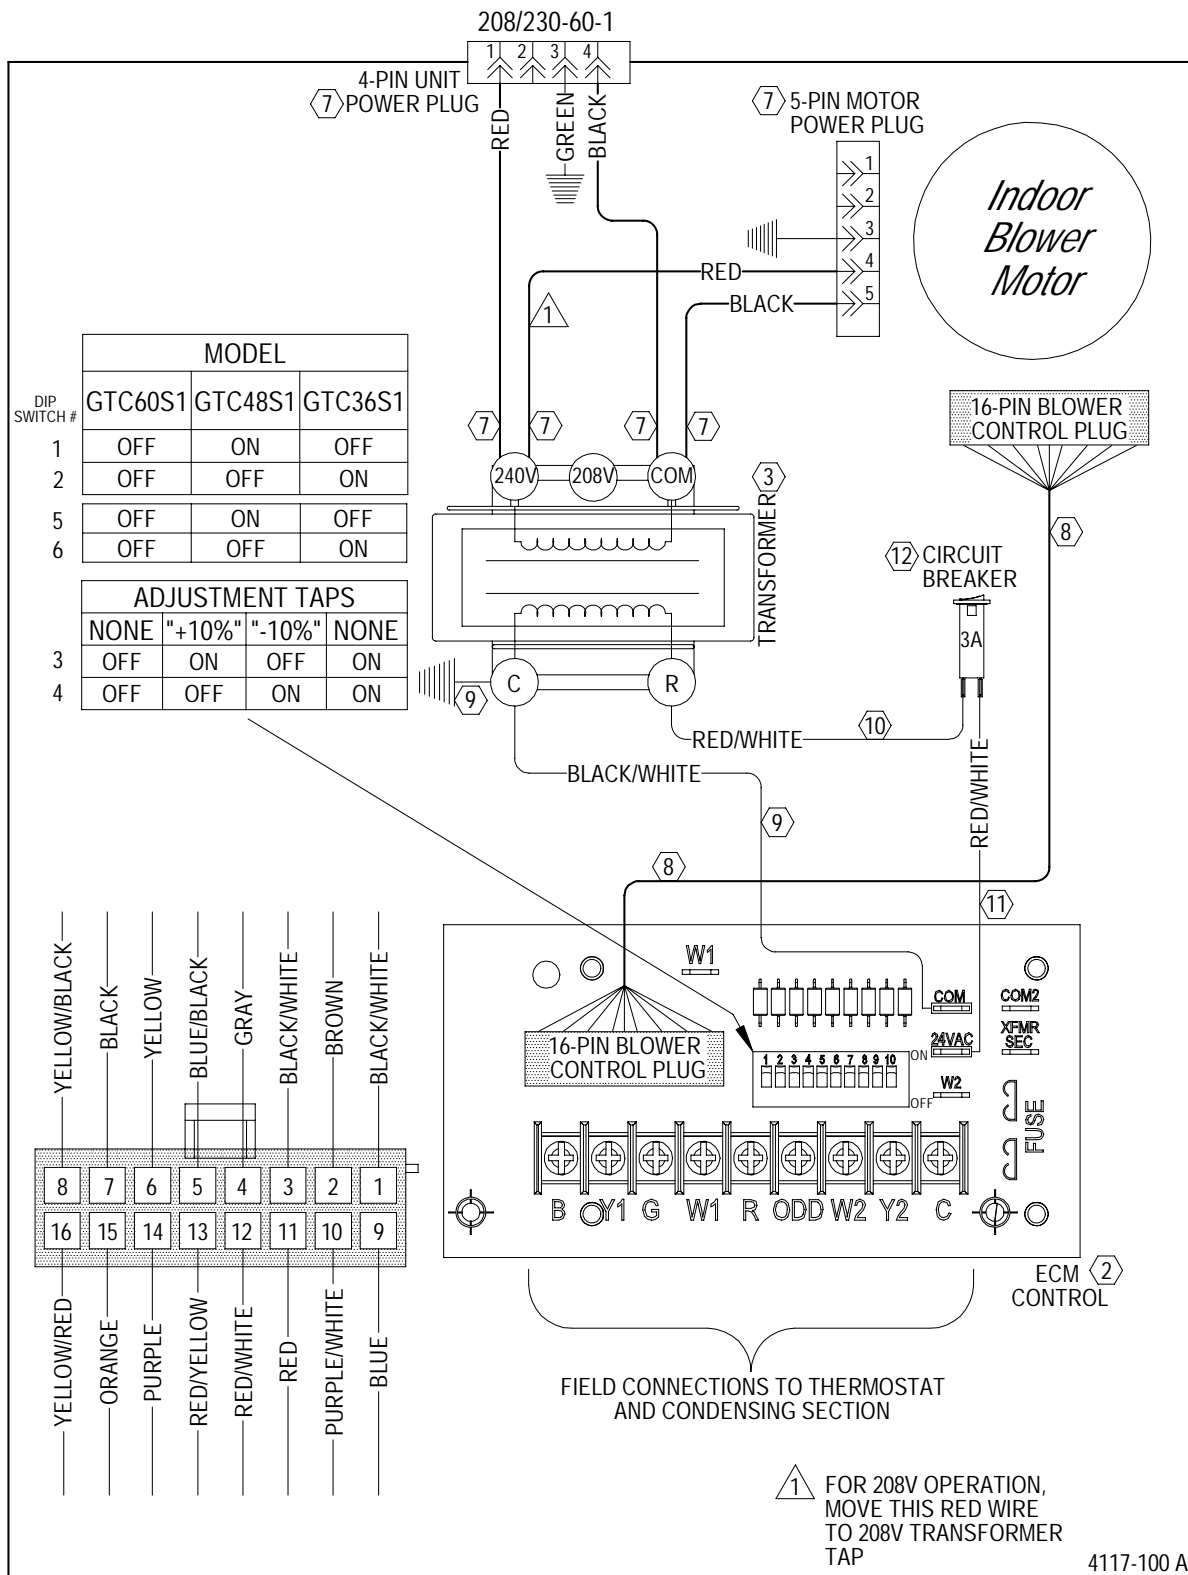 208/230-60-1
1 2 3 4
4-PIN UNIT
7 POWER PLUG
RED
GREEN
BLACK
7 5-PIN MOTOR
POWER PLUG
1
2
3
4
5
Indoor
Blower
Motor
RED
BLACK
1
MODEL
DIP
SWITCH #
GTC60S1 GTC48S1 GTC36S1
1 OFF ON OFF
2 OFF OFF ON
5 OFF ON OFF
6 OFF OFF ON
ADJUSTMENT TAPS
NONE "+10%" "-10%" NONE
3 OFF ON OFF ON
4 OFF OFF ON ON
7 7 7 7
240V 208V COM
3
TRANSFORMER
C R
9
16-PIN BLOWER
CONTROL PLUG
8
12 CIRCUIT
BREAKER
3A
RED/WHITE 10
BLACK/WHITE
RED/WHITE
9
8
11
W1
COM COM2
24VAC XFMR
SEC
W2
FUSE
16-PIN BLOWER
CONTROL PLUG
1 2 3 4 5 6 7 8 9 10
ON
OFF
B Y1 G W1 R ODD W2 Y2 C
ECM 2
CONTROL
YELLOW/BLACK
BLACK
YELLOW
BLUE/BLACK
GRAY
BLACK/WHITE
BROWN
BLACK/WHITE
8 7 6 5 4 3 2 1
16 15 14 13 12 11 10 9
YELLOW/RED
ORANGE
PURPLE
RED/YELLOW
RED/WHITE
RED
PURPLE/WHITE
BLUE
FIELD CONNECTIONS TO THERMOSTAT
AND CONDENSING SECTION
1 FOR 208V OPERATION,
MOVE THIS RED WIRE
TO 208V TRANSFORMER
TAP
4117-100 A